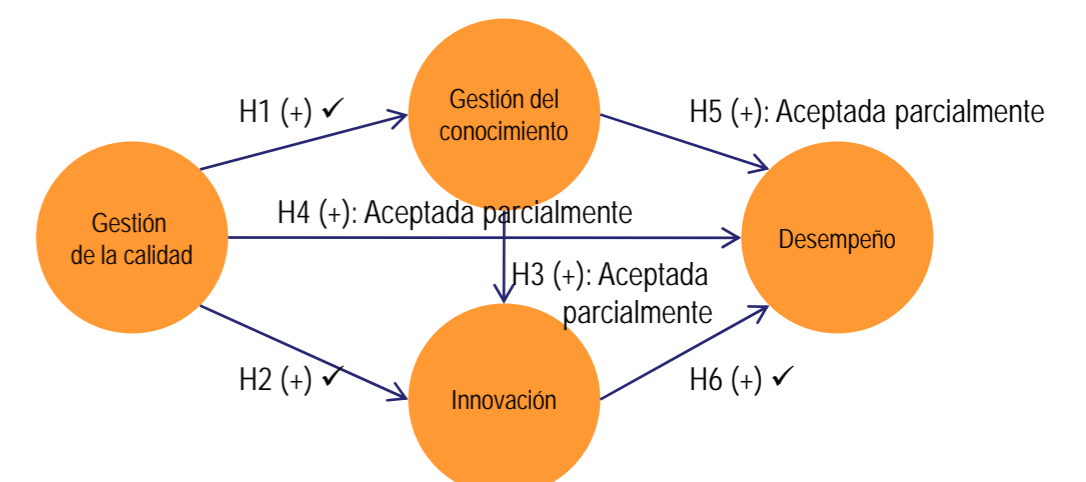 Gestión del
conocimiento
H1 (+) ✓
H5 (+): Aceptada parcialmente
Gestión
de la calidad
H4 (+): Aceptada parcialmente
Desempeño
H3 (+): Aceptada
parcialmente
H2 (+) ✓
Innovación
H6 (+) ✓